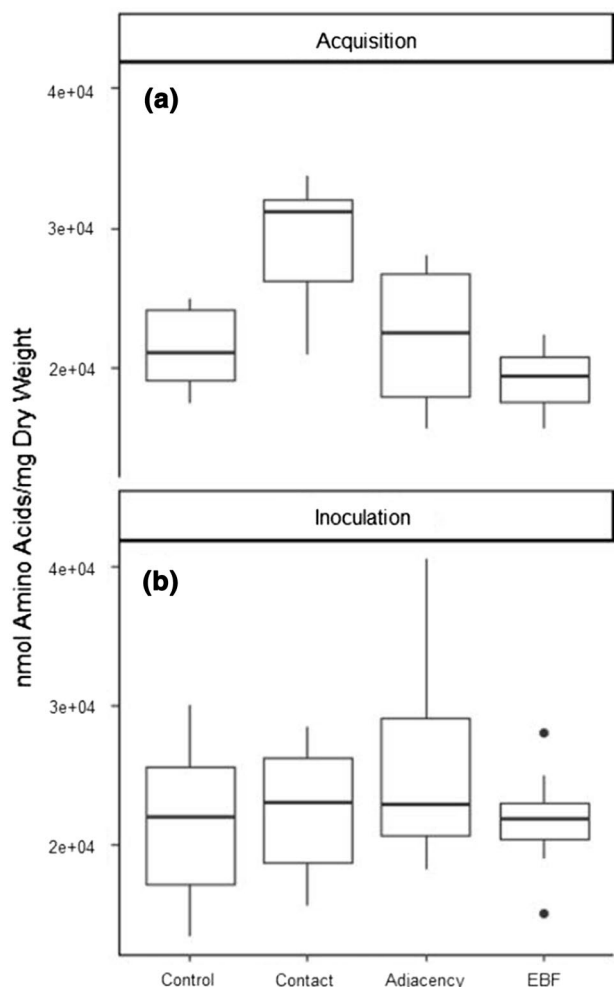 Acquisition
(a)
4e+04
3e+04
2e+04
nmol Amino Acids/mg Dry Weight
Inoculation
(b)
4e+04
3e+04
2e+04
Control Contact Adjacency EBF